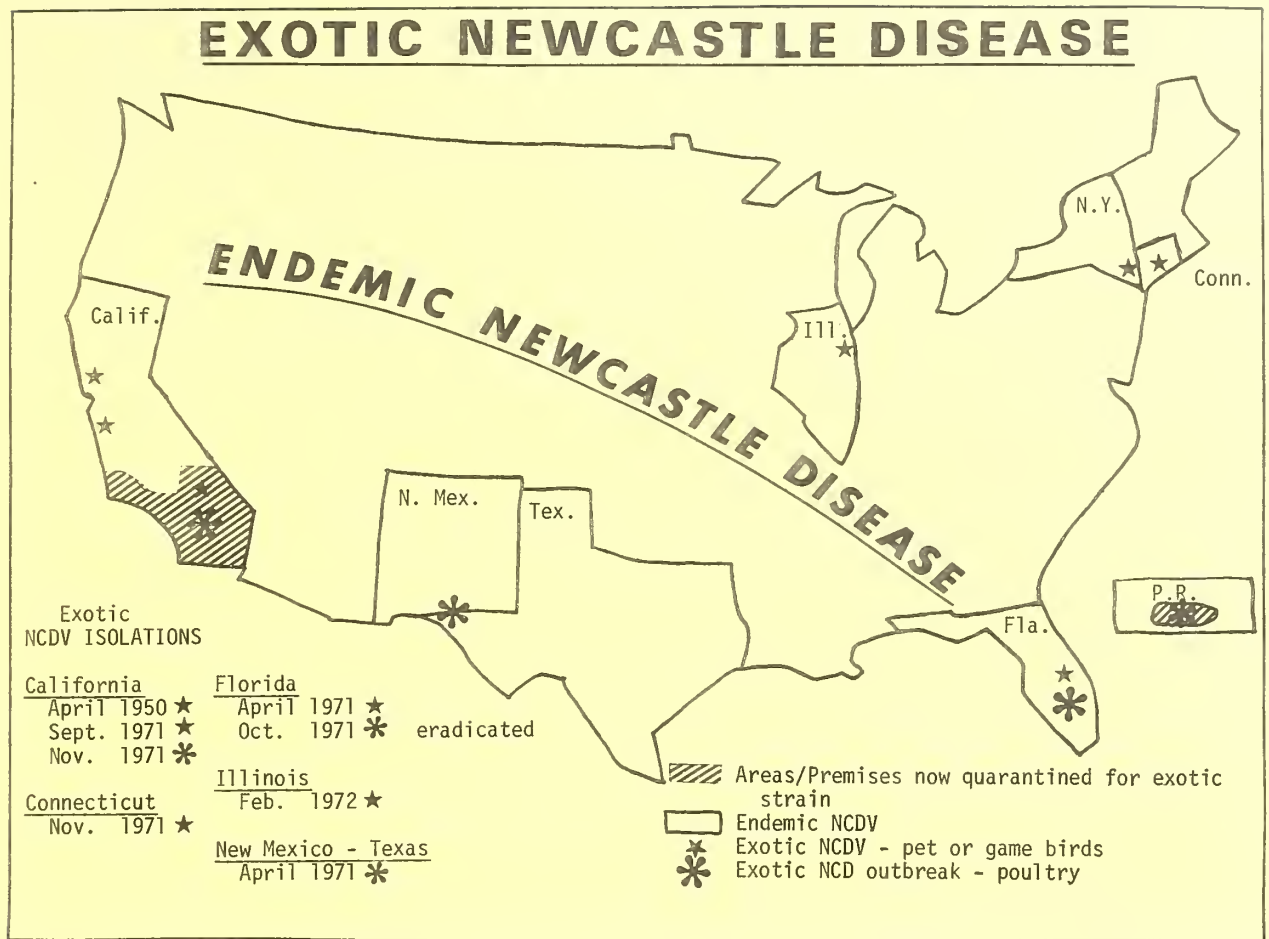 EXOTIC NEWCASTLE DISEASE
N.Y.
Conn.
ENDEMIC NEWCASTLE DISEASE
Calif.
Ill.
N. Mex.
Tex.
P.R.
Fla.
Exotic
NCDV ISOLATIONS
California
April 1950 ★
Sept. 1971 ★
Nov. 1971 *
Connecticut
Nov. 1971 ★
Florida
April 1971 ★
Oct. 1971 * eradicated
Illinois
Feb. 1972 ★
New Mexico - Texas
April 1971 *
Areas/Premises now quarantined for exotic
strain
Endemic NCDV
Exotic NCDV - pet or game birds
Exotic NCD outbreak - poultry